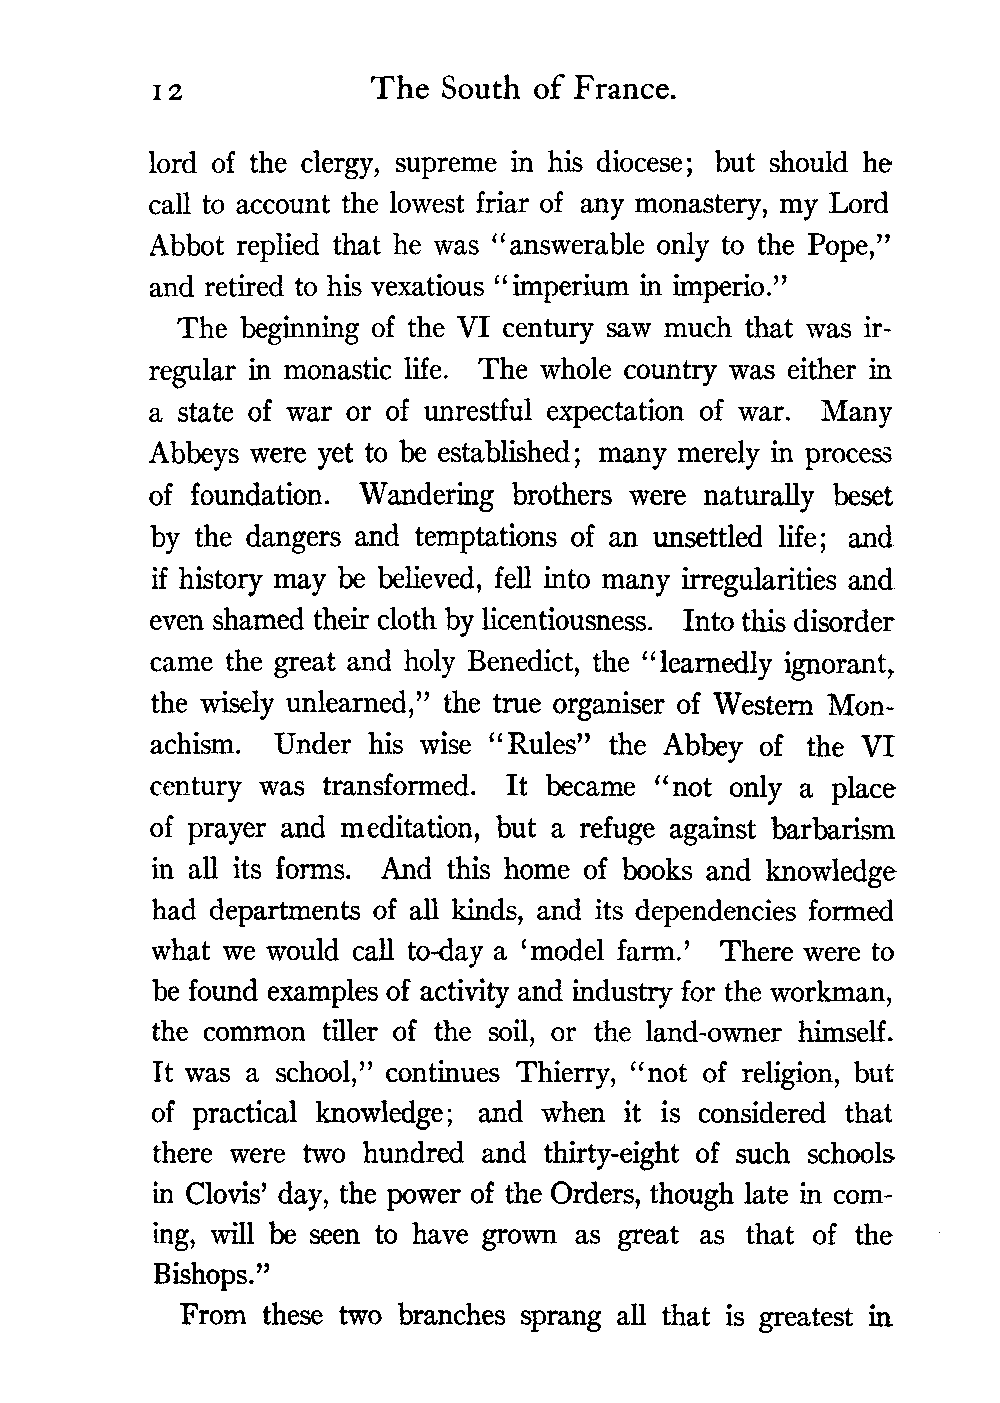 12 The South of France.
lord of the clergy, supreme in his diocese; but should he
call to account the lowest friar of any monastery, my Lord
Abbot replied that he was “answerable only to the Pope,”
and retired to his vexatious “imperium in imperio.”
The beginning of the VI century saw much that was ir-
regular in monastic life. The whole country was either in
a state of war or of unrestful expectation of war. Many
Abbeys were yet to be established; many merely in process
of foundation. Wandering brothers were naturally beset
by the dangers and temptations of an unsettled life; and
if history may be believed, fell into many irregularities and
even shamed their cloth by licentiousness. Into this disorder
came the great and holy Benedict, the “learnedly ignorant,
the wisely unlearned,” the true organiser of Western Mon-
achism. Under his wise “Rules” the Abbey of the VI
century was transformed. It became “not only a place
of prayer and meditation, but a refuge against barbarism
in all its forms. And this home of books and knowledge
had departments of all kinds, and its dependencies formed
what we would call to-day a ‘model farm.’ There were to
be found examples of activity and industry for the workman,
the common tiller of the soil, or the land-owner himself.
It was a school,” continues Thierry, “not of religion, but
of practical knowledge; and when it is considered that
there were two hundred and thirty-eight of such schools
in Clovis’ day, the power of the Orders, though late in com-
ing, will be seen to have grown as great as that of the
Bishops.”
From these two branches sprang all that is greatest in